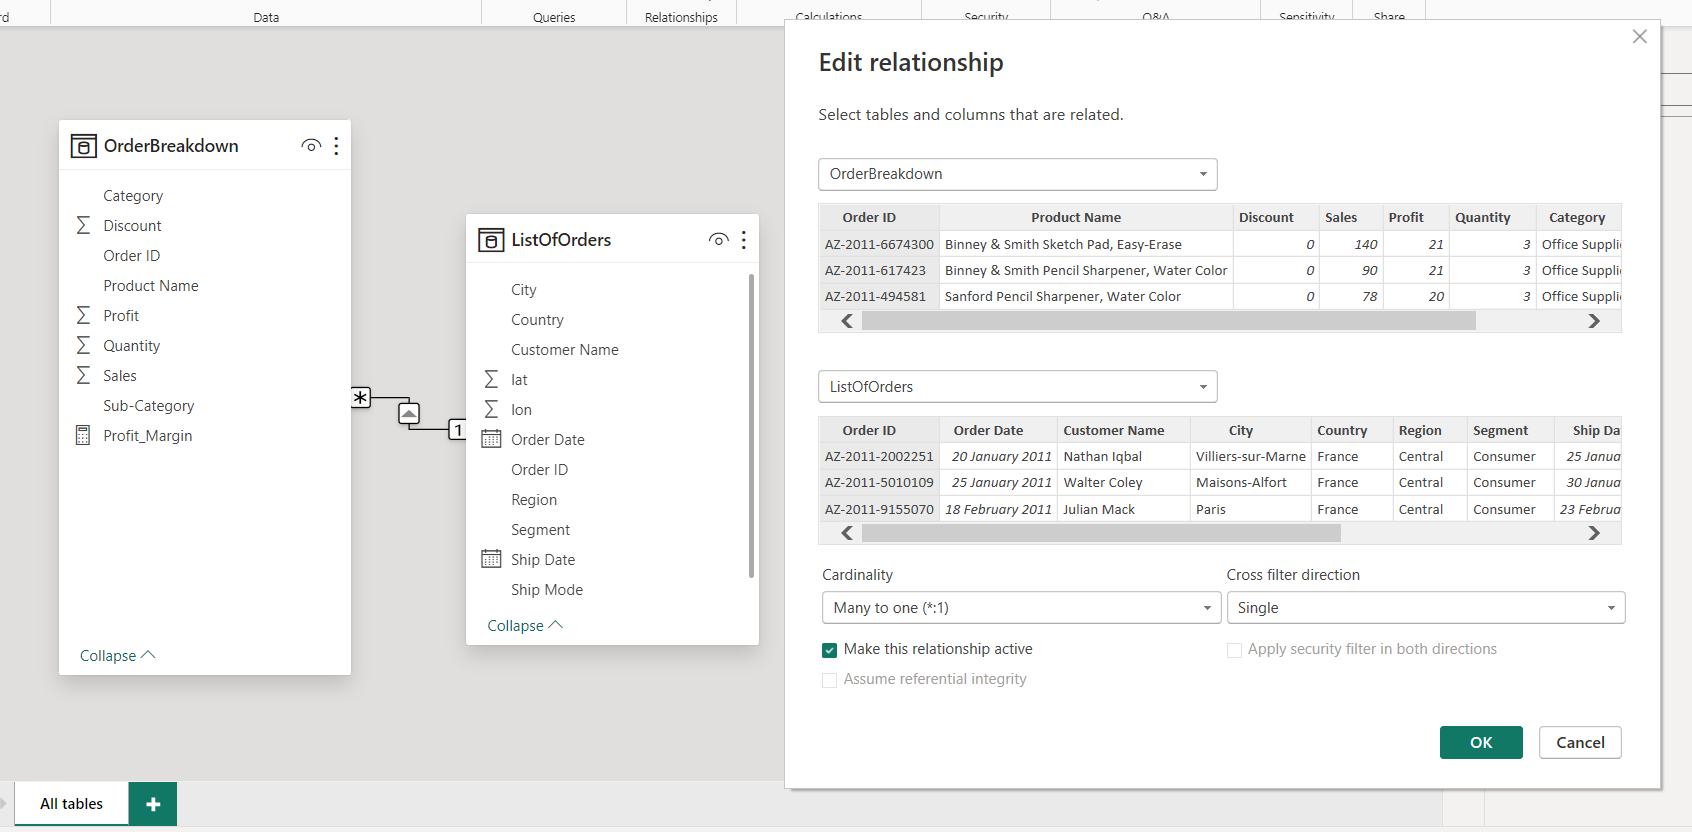 rd Data Queries Relationships Calculations Security Q&A Sensitivity Share
OrderBreakdown
Category
Discount
Order ID
Product Name
Profit
Quantity
Sales
Sub-Category
Profit_Margin
Collapse
*
1
ListOfOrders
City
Country
Customer Name
lat
lon
Order Date
Order ID
Region
Segment
Ship Date
Ship Mode
Collapse
All tables
+
Edit relationship
Select tables and columns that are related.
OrderBreakdown
Order ID Product Name Discount Sales Profit Quantity Category
AZ-2011-6674300 Binney & Smith Sketch Pad, Easy-Erase 0 140 21 3 Office Suppli
AZ-2011-617423 Binney & Smith Pencil Sharpener, Water Color 0 90 21 3 Office Suppli
AZ-2011-494581 Sanford Pencil Sharpener, Water Color 0 78 20 3 Office Suppli
ListOfOrders
Order ID Order Date Customer Name City Country Region Segment Ship Da
AZ-2011-2002251 20 January 2011 Nathan Iqbal Villiers-sur-Marne France Central Consumer 25 Janua
AZ-2011-5010109 25 January 2011 Walter Coley Maisons-Alfort France Central Consumer 30 Janua
AZ-2011-9155070 18 February 2011 Julian Mack Paris France Central Consumer 23 Februa
Cardinality Cross filter direction
Many to one (*:1) Single
Make this relationship active Apply security filter in both directions
Assume referential integrity
OK Cancel